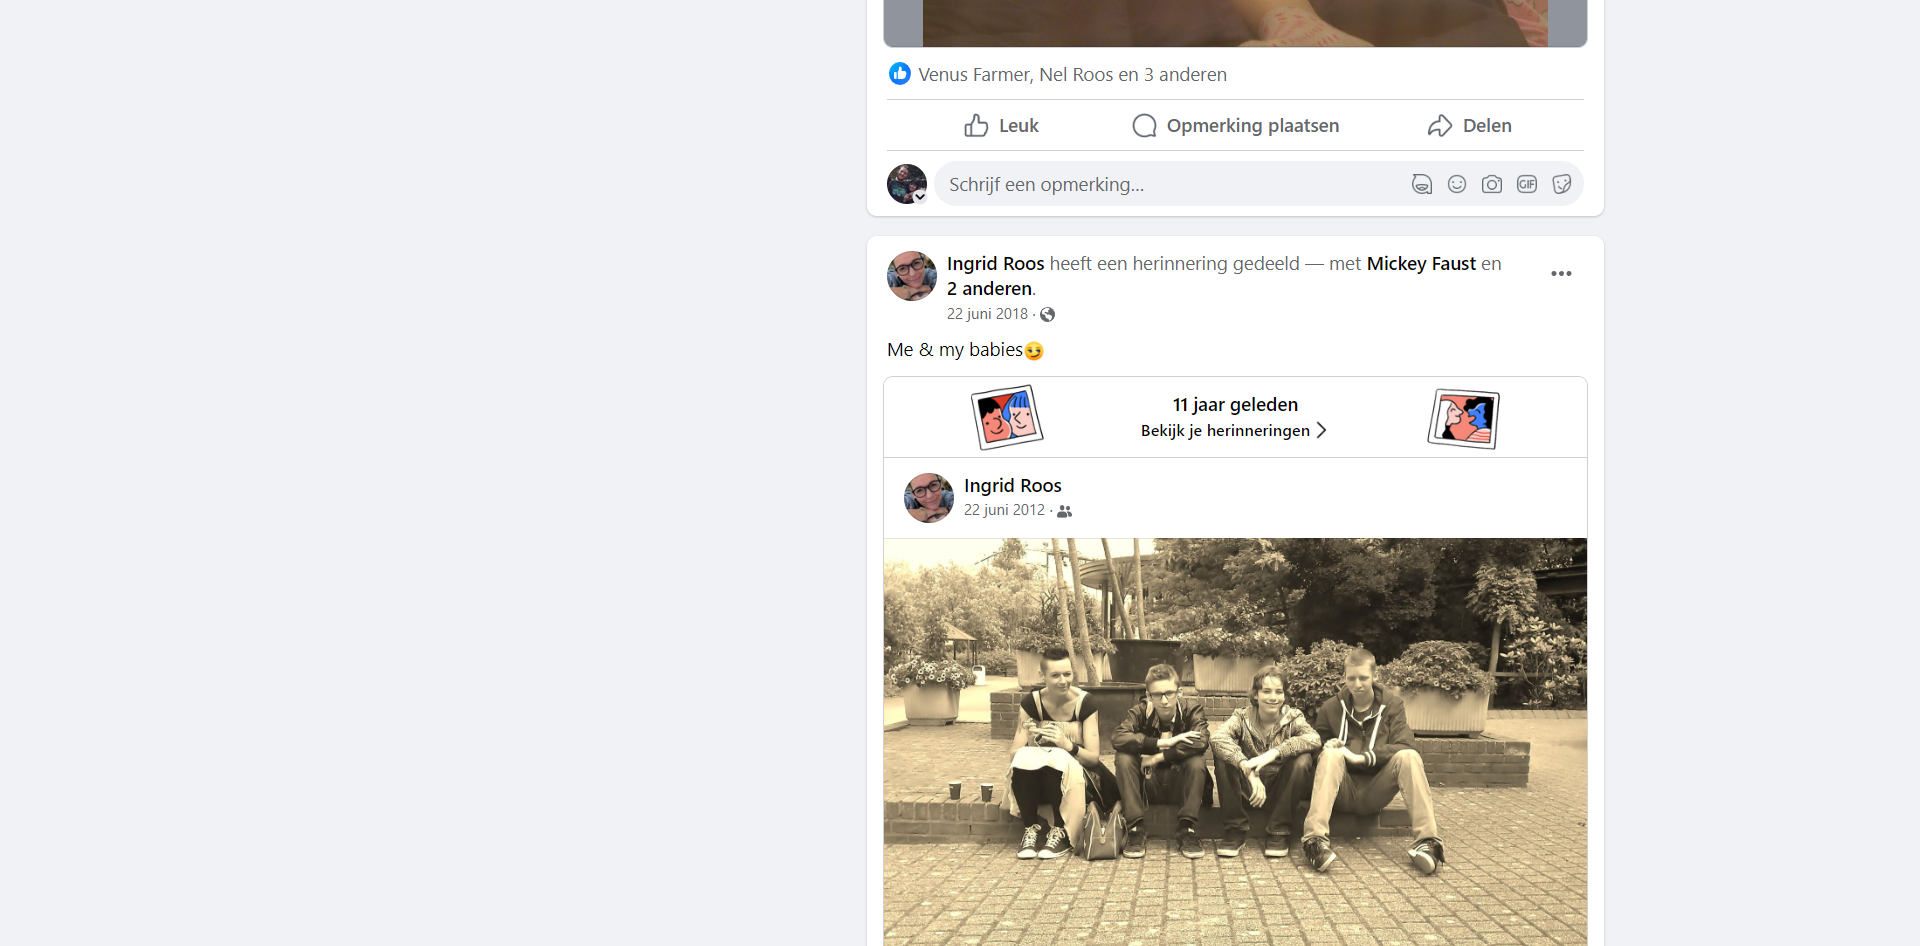 Venus Farmer, Nel Roos en 3 anderen
Leuk
Opmerking plaatsen
Delen
Schrijf een opmerking...
GIF
Ingrid Roos heeft een herinnering gedeeld — met Mickey Faust en
2 anderen.
22 juni 2018 ·
Me & my babies😏
11 jaar geleden
Bekijk je herinneringen
Ingrid Roos
22 juni 2012 ·